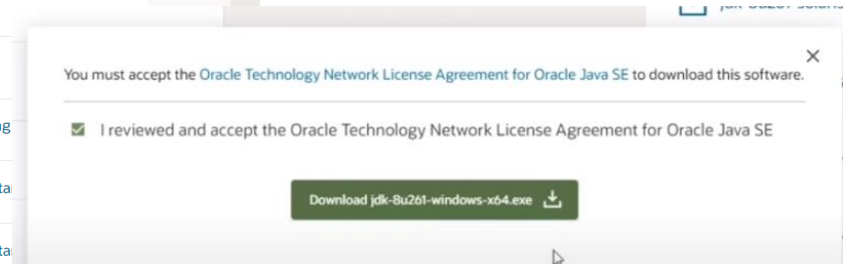 You must accept the Oracle Technology Network License Agreement for Oracle Java SE to download this software.
I reviewed and accept the Oracle Technology Network License Agreement for Oracle Java SE
Download jdk-8u261-windows-x64.exe